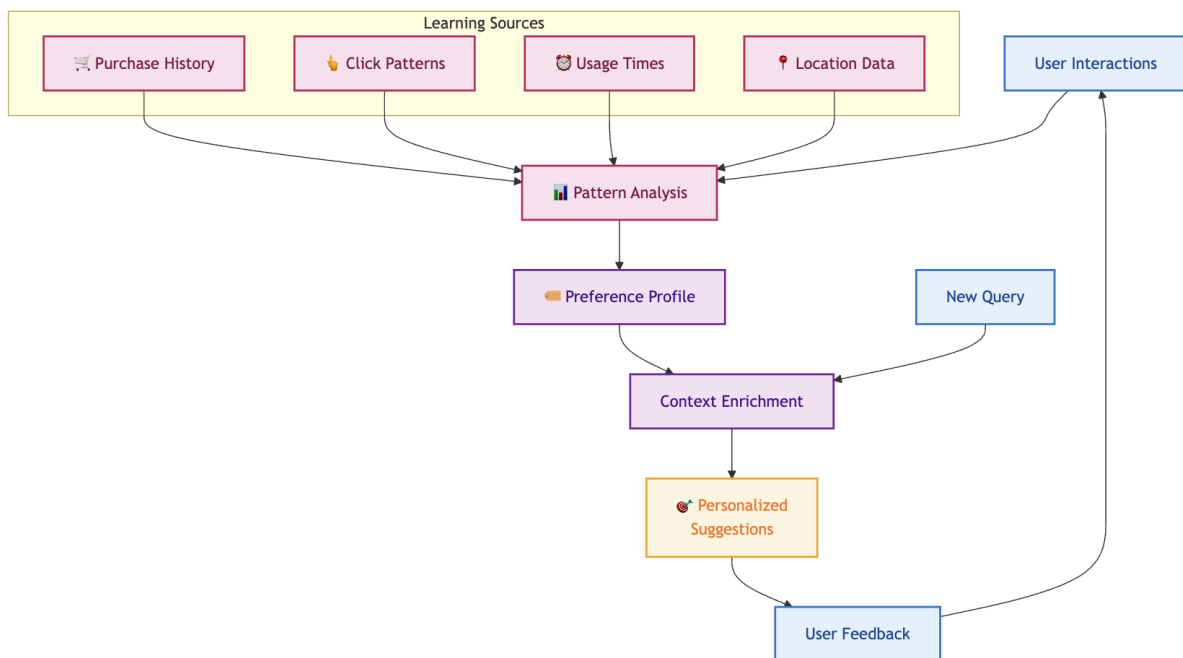 Learning Sources
🛒 Purchase History
👆 Click Patterns
⏰ Usage Times
📍 Location Data
User Interactions
📊 Pattern Analysis
🏷️ Preference Profile
New Query
Context Enrichment
🎯 Personalized
Suggestions
User Feedback